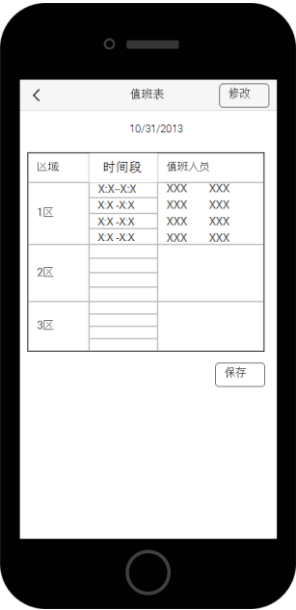 值班表 修改
10/31/2013
区域 时间段 值班人员
X:X--X:X XXX XXX
X:X -X:X XXX XXX
1区
X:X -X:X XXX XXX
X:X -X:X XXX XXX
2区
3区
保存